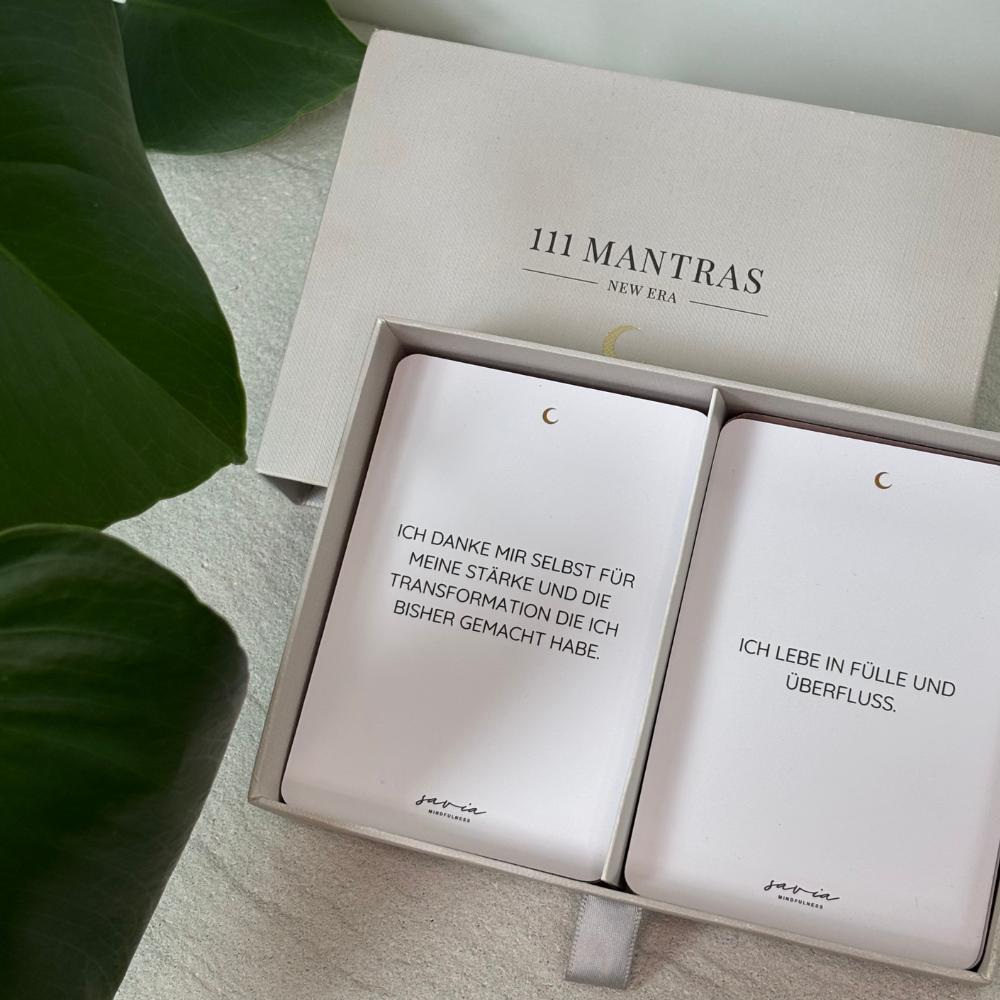 111 MANTRAS
NEW ERA
ICH DANKE MIR SELBST FÜR
MEINE STÄRKE UND DIE
TRANSFORMATION DIE ICH
BISHER GEMACHT HABE.
savia
MINDFULNESS
ICH LEBE IN FÜLLE UND
ÜBERFLUSS.
savia
MINDFULNESS